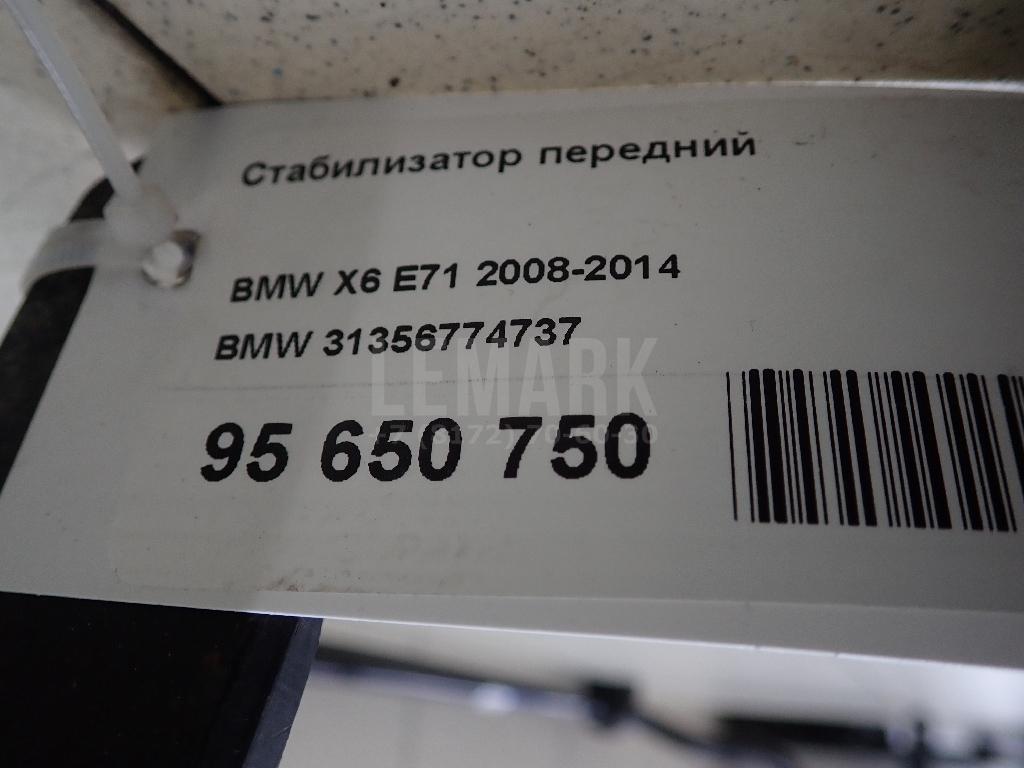 Стабилизатор передний
BMW X6 E71 2008-2014
BMW 31356774737
LEMARK
95 650 750